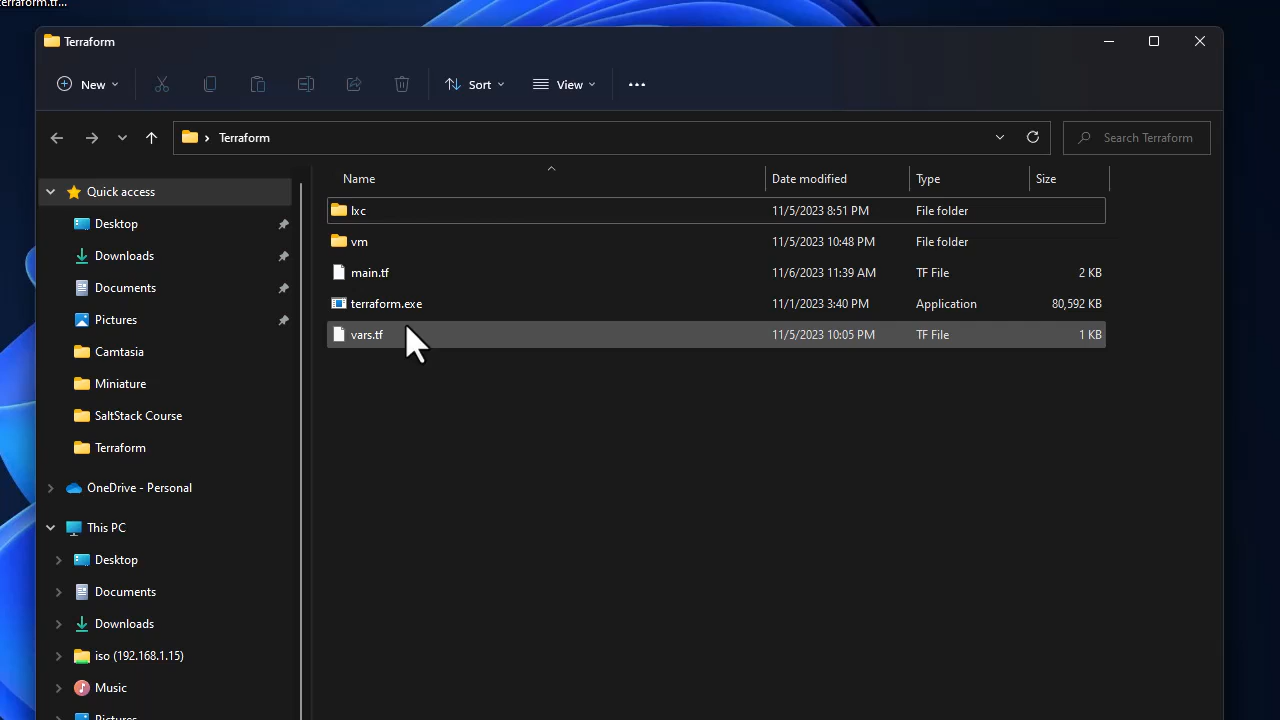 erraform.tf...
Terraform
New
Sort
View
Terraform
Search Terraform
Name
Date modified
Type
Size
lxc
11/5/2023 8:51 PM
File folder
vm
11/5/2023 10:48 PM
File folder
main.tf
11/6/2023 11:39 AM
TF File
2 KB
terraform.exe
11/1/2023 3:40 PM
Application
80,592 KB
vars.tf
11/5/2023 10:05 PM
TF File
1 KB
Quick access
Desktop
Downloads
Documents
Pictures
Camtasia
Miniature
SaltStack Course
Terraform
OneDrive - Personal
This PC
Desktop
Documents
Downloads
iso (192.168.1.15)
Music
Pictures